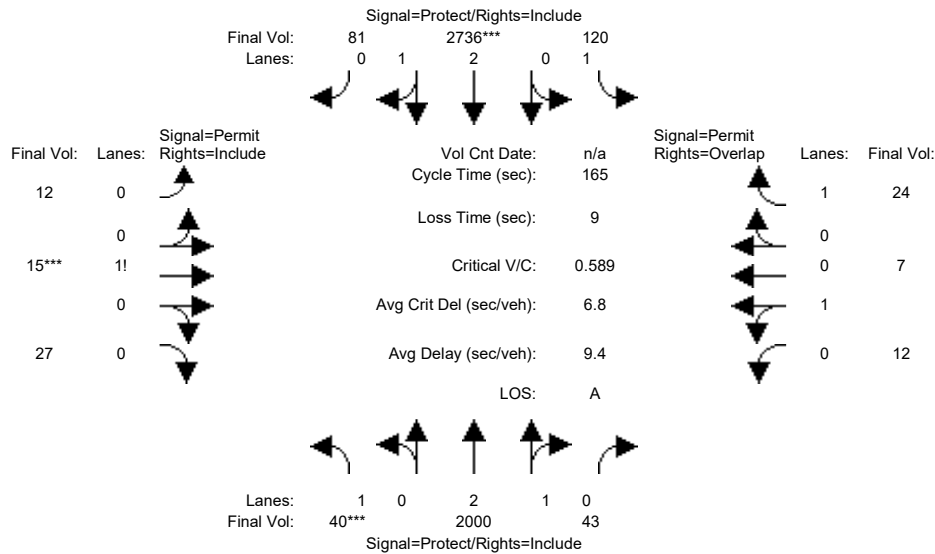 Signal=Protect/Rights=Include
Final Vol: 81 2736*** 120
Lanes: 0 1 2 0 1
Signal=Permit Signal=Permit
Final Vol: Lanes: Rights=Include Vol Cnt Date: n/a Rights=Overlap Lanes: Final Vol:
Cycle Time (sec): 165
12 0 1 24
Loss Time (sec): 9
0 0
15*** 1! Critical V/C: 0.589 0 7
0 Avg Crit Del (sec/veh): 6.8 1
27 0 Avg Delay (sec/veh): 9.4 0 12
LOS: A
Lanes: 1 0 2 1 0
Final Vol: 40*** 2000 43
Signal=Protect/Rights=Include